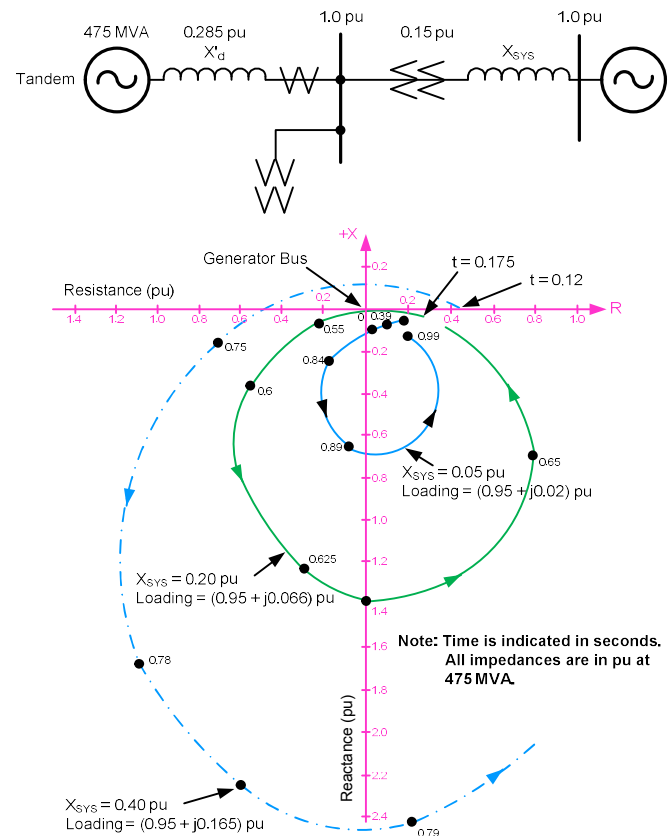 1.0 pu 1.0 pu
475 MVA 0.285 pu 0.15 pu
X'd XSYS
Tandem
+X
Generator Bus
t = 0.175
t = 0.12
Resistance (pu)
0.2
1.4 1.2 1.0 0.8 0.6 0.4 0.2 0 0.2 0.4 0.6 0.8 1.0 R
0.39
0.55
0.99
0.75
0.2
0.84
0.6
0.4
0.89
0.6
0.65
XSYS = 0.05 pu
Loading = (0.95 + j0.02) pu
0.8
1.0
0.625
1.2
XSYS = 0.20 pu
Loading = (0.95 + j0.066) pu
1.4
Note: Time is indicated in seconds.
All impedances are in pu at
475 MVA.
0.78
1.6
1.8
2.0
Reactance (pu)
2.2
XSYS = 0.40 pu
Loading = (0.95 + j0.165) pu
2.4
0.79